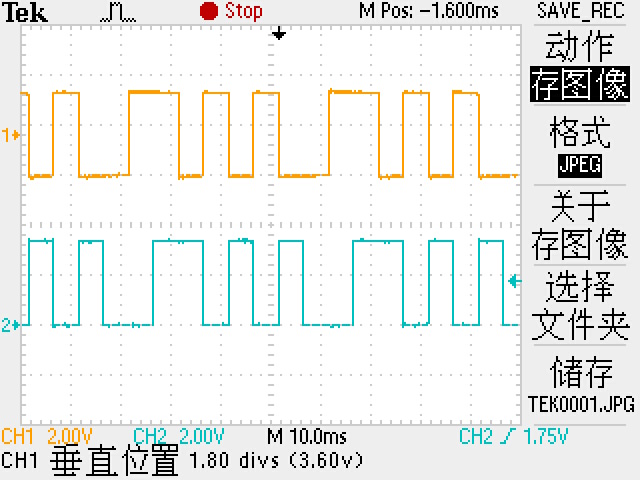 Tek Stop M Pos: -1.600ms SAVE_REC
动作
存图像
格式
JPEG
关于
存图像
选择
文件夹
储存
TEK0001.JPG
1
2
CH1 2.00V CH2 2.00V M 10.0ms CH2 1.75V
CH1 垂直位置 1.80 divs (3.60v)